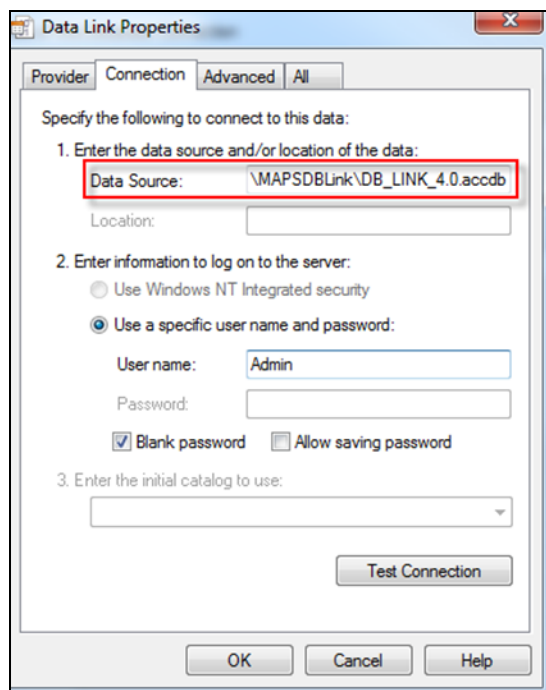 Data Link Properties
Provider Connection Advanced All
Specify the following to connect to this data:
1. Enter the data source and/or location of the data:
Data Source: \MAPSDBLink\DB_LINK_4.0.accdb
Location:
2. Enter information to log on to the server:
Use Windows NT Integrated security
Use a specific user name and password:
User name: Admin
Password:
Blank password Allow saving password
3. Enter the initial catalog to use:
Test Connection
OK Cancel Help